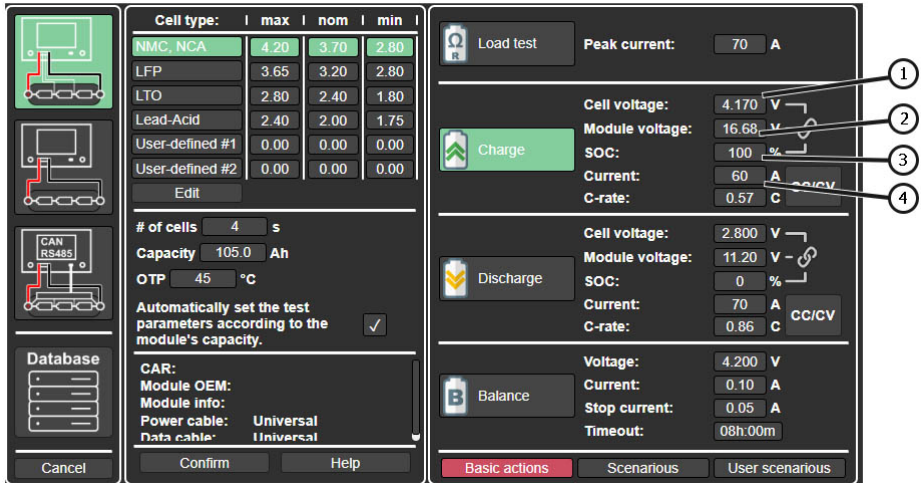 CAN
RS485
Database
Cancel
Cell type: | max | nom | min |
NMC, NCA 4.20 3.70 2.80
LFP 3.65 3.20 2.80
LTO 2.80 2.40 1.80
Lead-Acid 2.40 2.00 1.75
User-defined #1 0.00 0.00 0.00
User-defined #2 0.00 0.00 0.00
Edit
# of cells 4 s
Capacity 105.0 Ah
OTP 45 °C
Automatically set the test
parameters according to the
module's capacity.
CAR:
Module OEM:
Module info:
Power cable: Universal
Data cable: Universal
Confirm Help
Ω
R
Load test Peak current: 70 A
Charge
Cell voltage: 4.170 V
Module voltage: 16.68 V
SOC: 100 %
Current: 60 A
C-rate: 0.57 C
CC/CV
1
2
3
4
Discharge
Cell voltage: 2.800 V
Module voltage: 11.20 V
SOC: 0 %
Current: 70 A
C-rate: 0.86 C
CC/CV
B
Balance
Voltage: 4.200 V
Current: 0.10 A
Stop current: 0.05 A
Timeout: 08h:00m
Basic actions Scenarious User scenarious